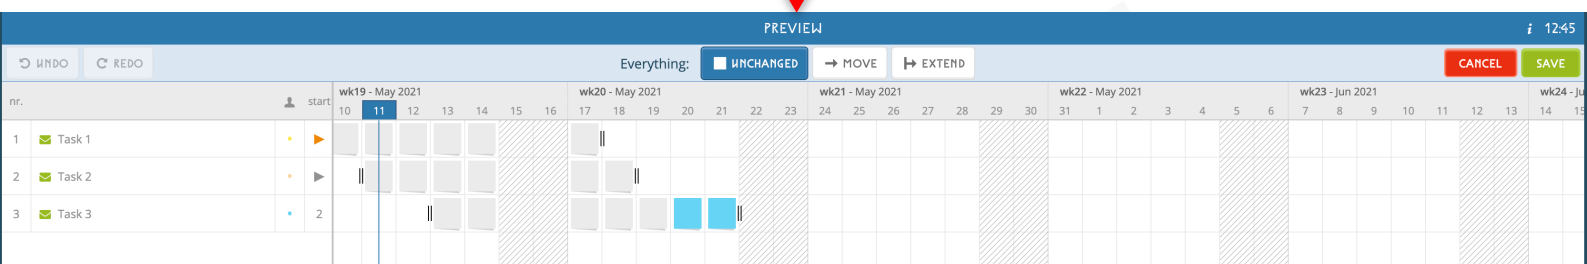 PREVIEW
i 12:45
UNDO REDO Everything: UNCHANGED MOVE EXTEND CANCEL SAVE
wk19 - May 2021 wk20 - May 2021 wk21 - May 2021 wk22 - May 2021 wk23 - Jun 2021 wk24 - Ju
nr. start
10 11 12 13 14 15 16 17 18 19 20 21 22 23 24 25 26 27 28 29 30 31 1 2 3 4 5 6 7 8 9 10 11 12 13 14 15
1 Task 1
2 Task 2
3 Task 3 2